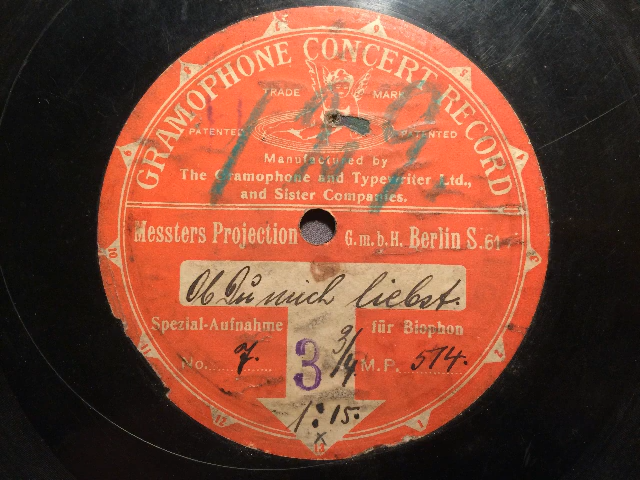 GRAMOPHONE CONCERT RECORD
TRADE MARK
PATENTED PATENTED
Manufactured by
The Gramophone and Typewriter Ltd.,
and Sister Companies.
Messters Projection G.m.b.H. Berlin S.61
Ob Du mich liebst.
Spezial-Aufnahme für Biophon
No. 7. 3 3/14 M.P. 514.
1:15.
x